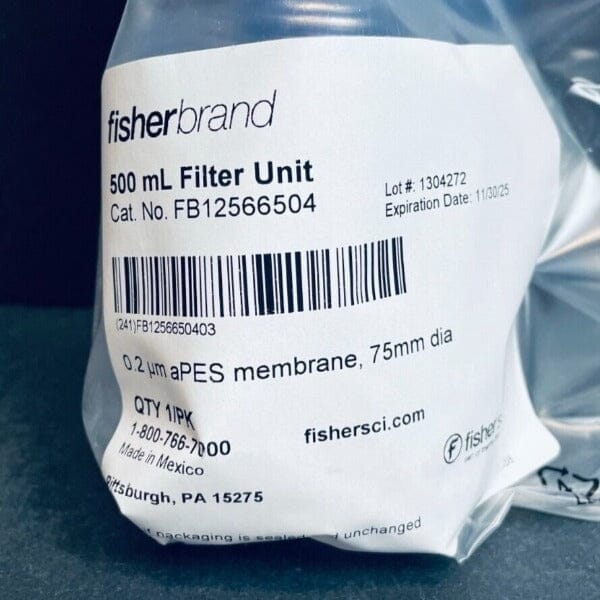 fisherbrand
500 mL Filter Unit
Cat. No. FB12566504
Lot #: 1304272
Expiration Date: 11/30/25
(241)FB1256650403
0.2 µm aPES membrane, 75mm dia
QTY 1/PK
1-800-766-7000
Made in Mexico
fishersci.com
fisher
Pittsburgh, PA 15275
packaging is sealed unchanged